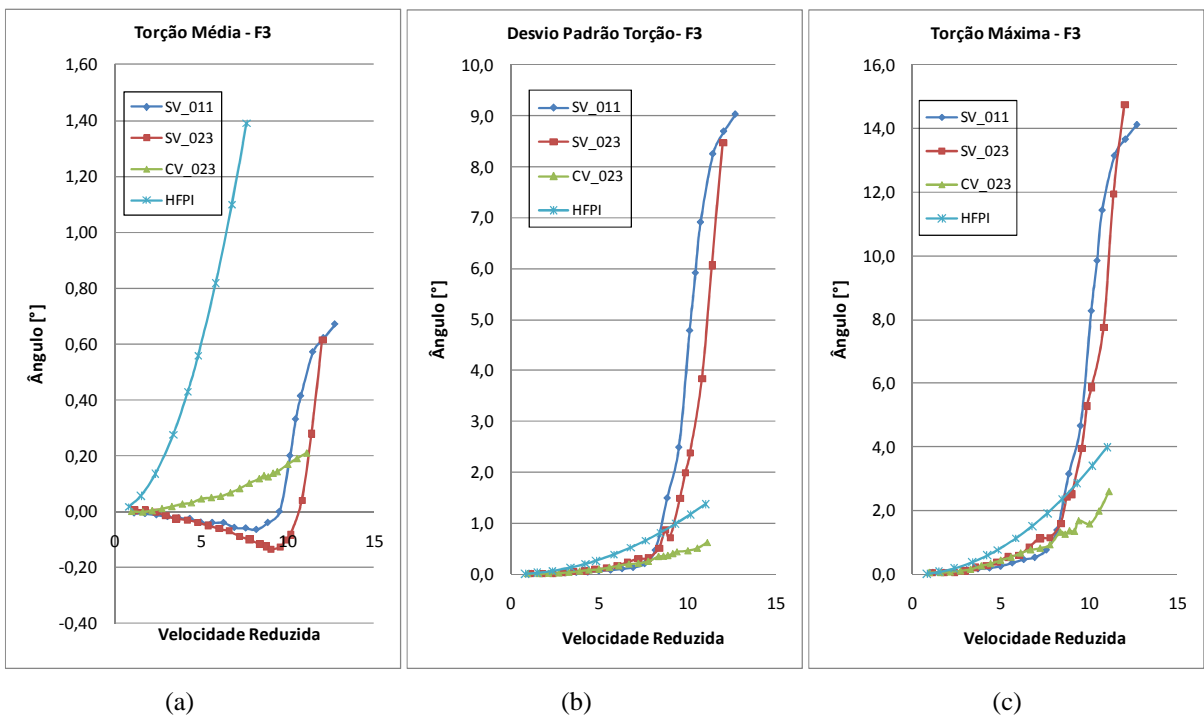 Torção Média - F3
1,60
1,40
1,20
1,00
0,80
0,60
0,40
0,20
0,00
-0,20
-0,40
0
5
10
15
Ângulo [°]
Velocidade Reduzida
SV_011
SV_023
CV_023
HFPI
(a)
Desvio Padrão Torção- F3
10,0
9,0
8,0
7,0
6,0
5,0
4,0
3,0
2,0
1,0
0,0
0
5
10
15
Ângulo [°]
Velocidade Reduzida
SV_011
SV_023
CV_023
HFPI
(b)
Torção Máxima - F3
16,0
14,0
12,0
10,0
8,0
6,0
4,0
2,0
0,0
0
5
10
15
Ângulo [°]
Velocidade Reduzida
SV_011
SV_023
CV_023
HFPI
(c)